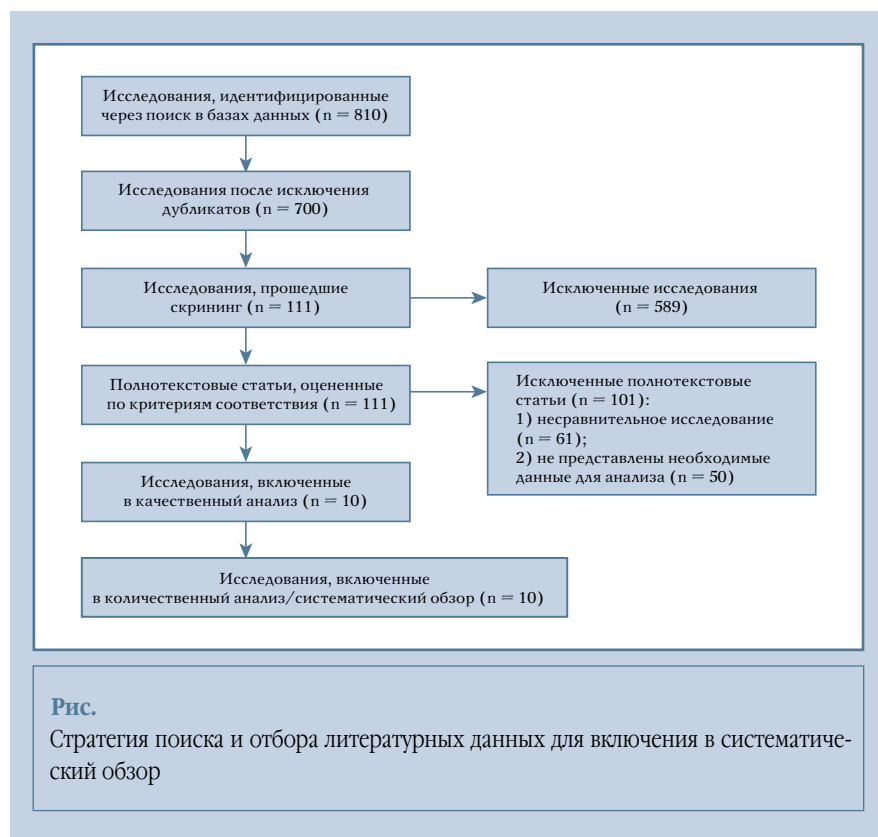 Исследования, идентифицированные
через поиск в базах данных (n = 810)
Исследования после исключения
дубликатов (n = 700)
Исследования, прошедшие
скрининг (n = 111)
Исключенные исследования
(n = 589)
Полнотекстовые статьи, оцененные
по критериям соответствия (n = 111)
Исключенные полнотекстовые
статьи (n = 101):
1) несравнительное исследование
(n = 61);
2) не представлены необходимые
данные для анализа (n = 50)
Исследования, включенные
в качественный анализ (n = 10)
Исследования, включенные
в количественный анализ/систематический обзор (n = 10)
Рис.
Стратегия поиска и отбора литературных данных для включения в систематиче-
ский обзор